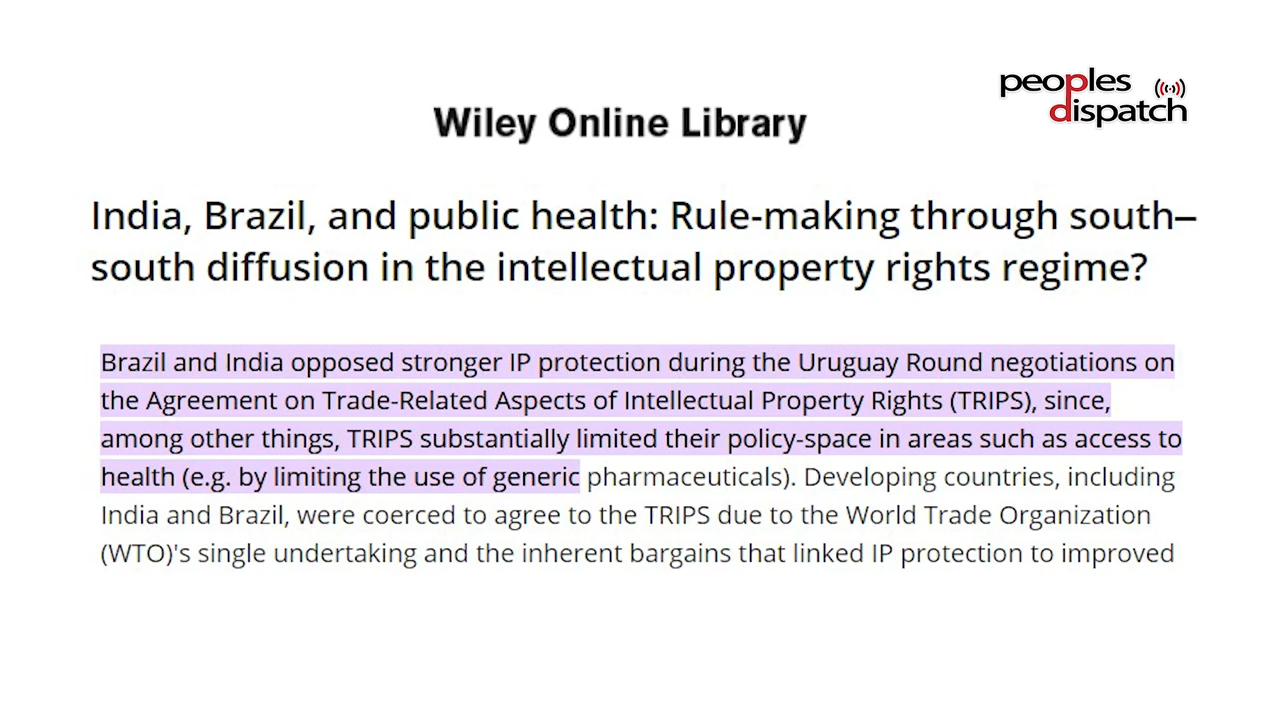 peoples
dispatch
Wiley Online Library
India, Brazil, and public health: Rule-making through south–
south diffusion in the intellectual property rights regime?
Brazil and India opposed stronger IP protection during the Uruguay Round negotiations on
the Agreement on Trade-Related Aspects of Intellectual Property Rights (TRIPS), since,
among other things, TRIPS substantially limited their policy-space in areas such as access to
health (e.g. by limiting the use of generic pharmaceuticals). Developing countries, including
India and Brazil, were coerced to agree to the TRIPS due to the World Trade Organization
(WTO)'s single undertaking and the inherent bargains that linked IP protection to improved